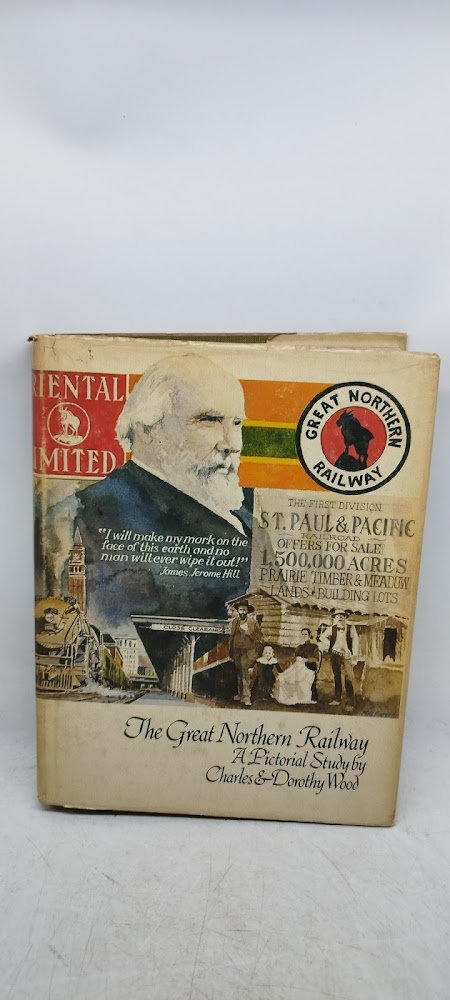 RIENTAL
IMITED
GREAT NORTHERN
RAILWAY
"I will make my mark on the
face of this earth and no
man will ever wipe it out!"
James Jerome Hill
THE FIRST DIVISION
ST. PAUL & PACIFIC
RAILROAD
OFFERS FOR SALE
1,500,000 ACRES
PRAIRIE TIMBER & MEADOW
LANDS & BUILDING LOTS
CLOSE CLEARANCE
The Great Northern Railway
A Pictorial Study by
Charles & Dorothy Wood